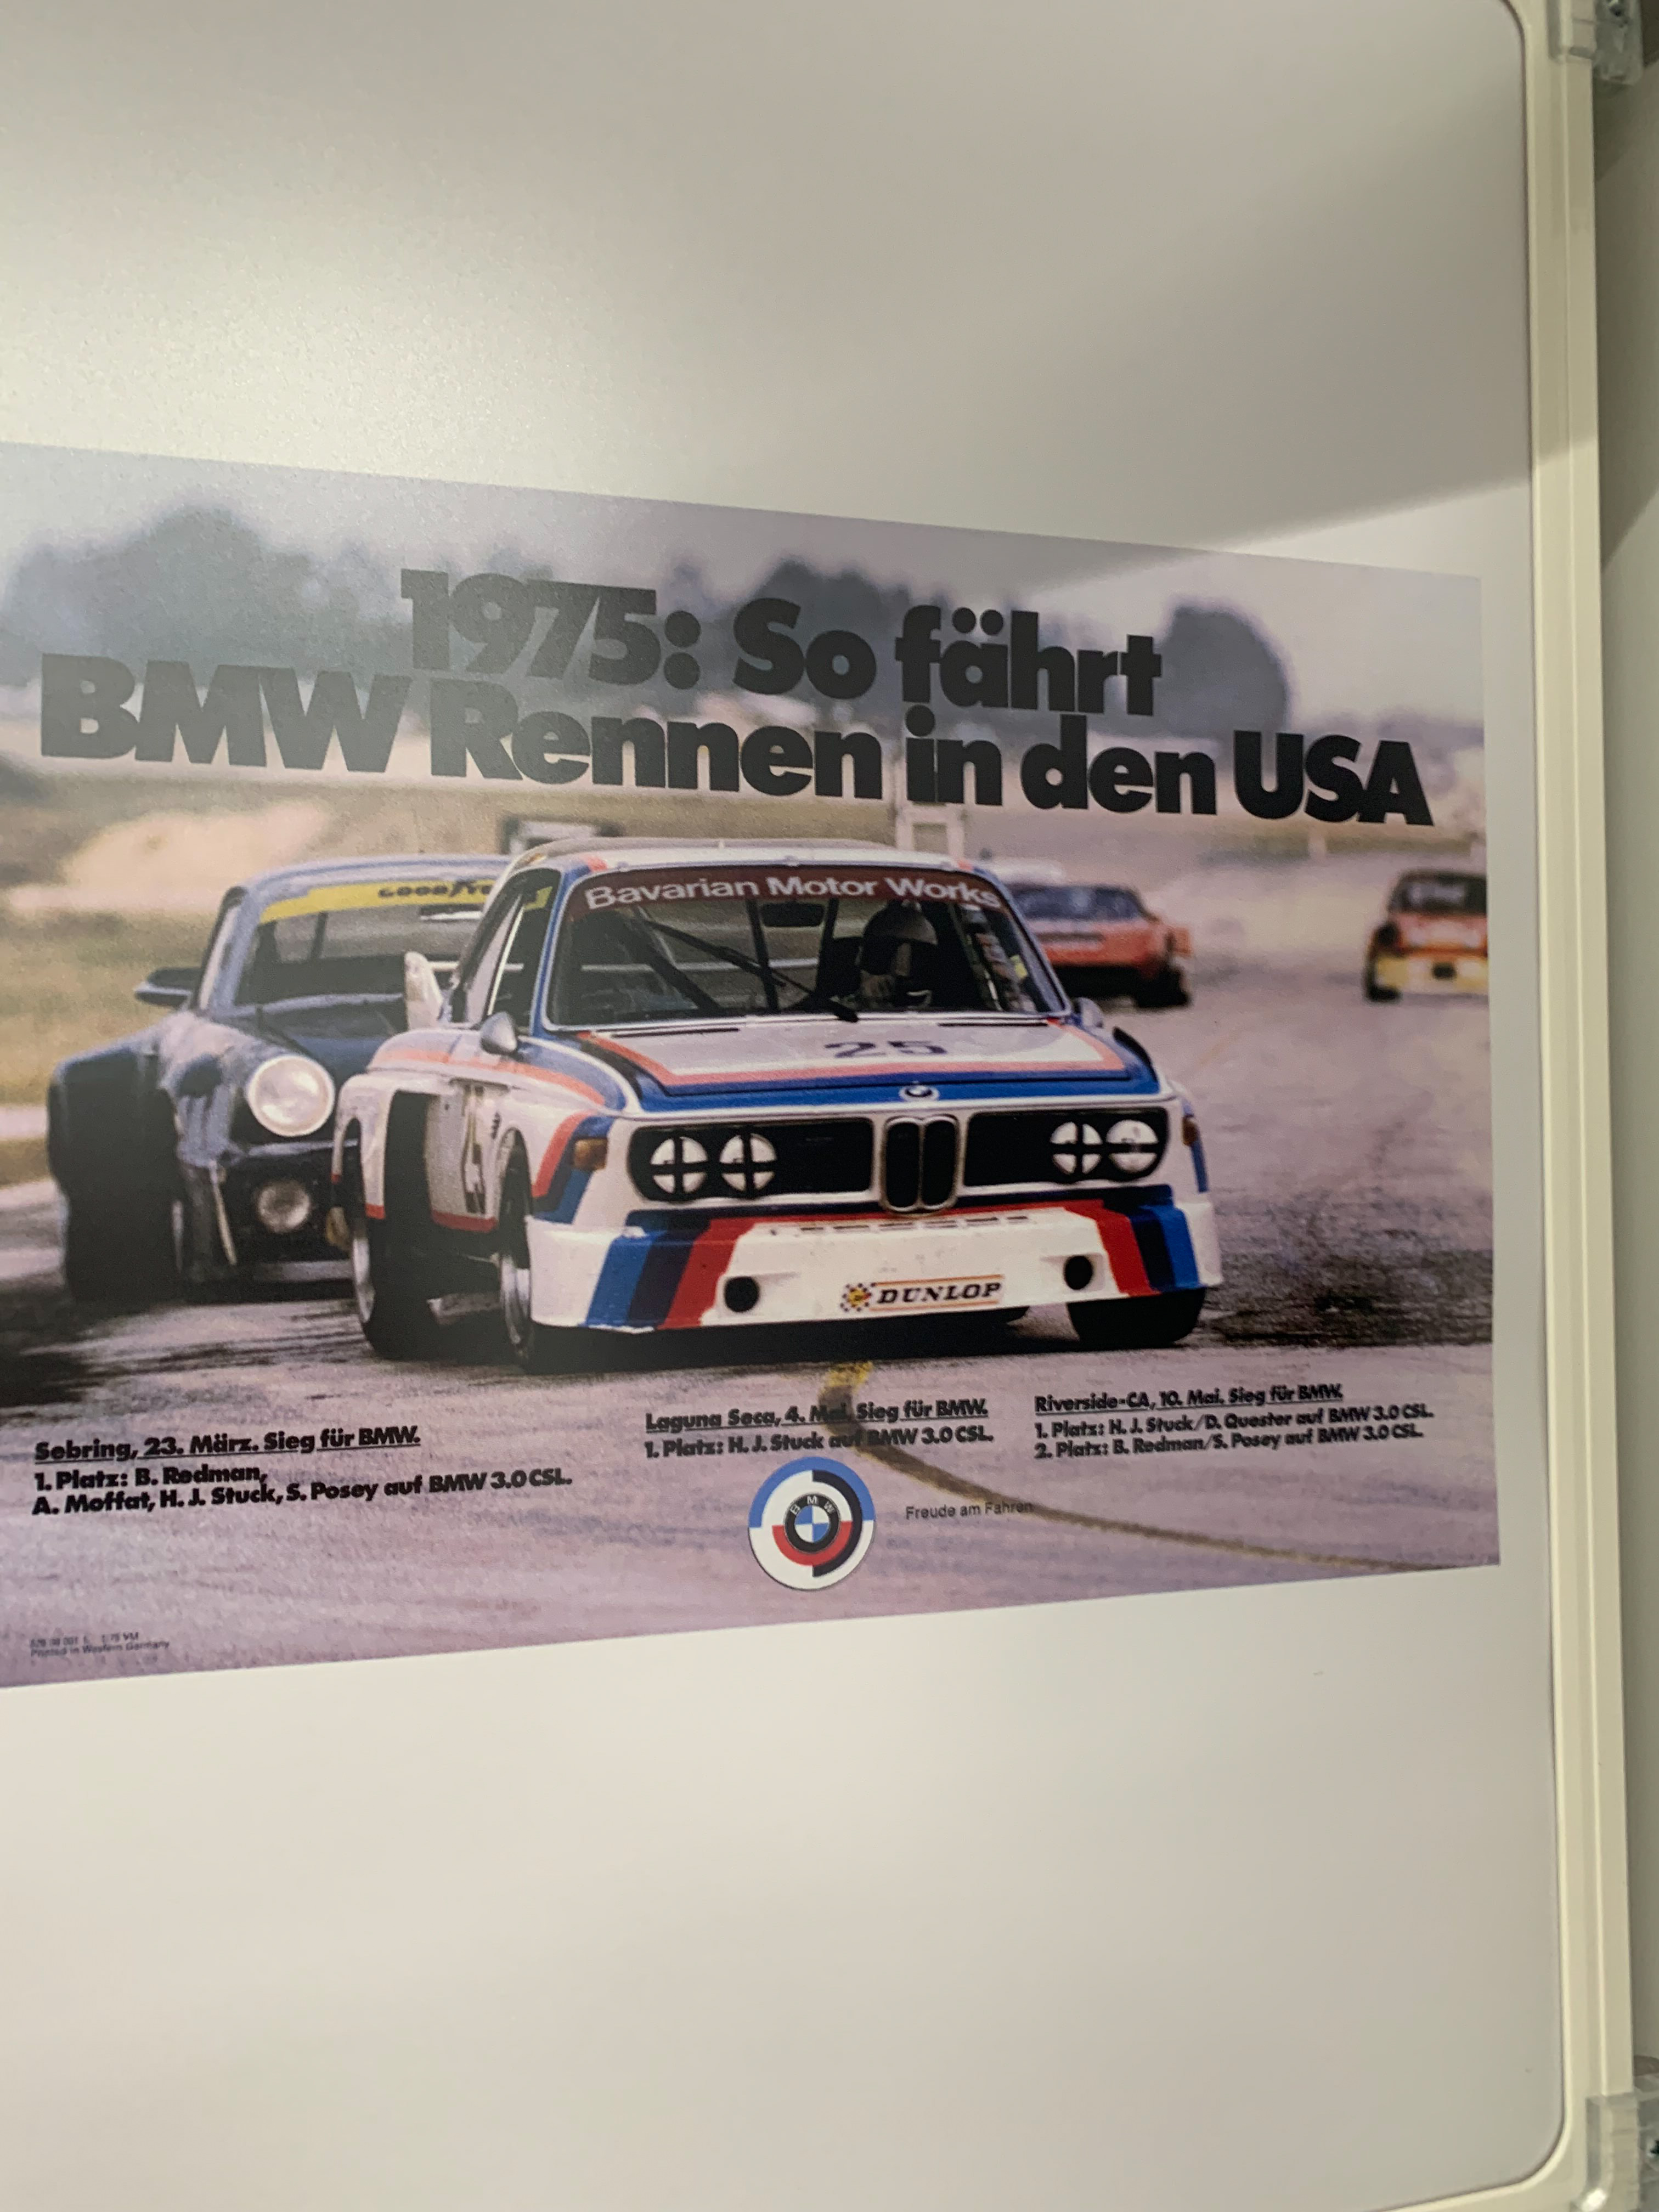 1975: So fährt
BMW Rennen in den USA
GOODYE
Bavarian Motor Works
25
25
DUNLOP
Sebring, 23. März. Sieg für BMW.
1. Platz: B. Redman,
A. Moffat, H. J. Stuck, S. Posey auf BMW 3.0 CSL.
Laguna Seca, 4. Mai. Sieg für BMW.
1. Platz: H. J. Stuck auf BMW 3.0 CSL.
Riverside-CA, 10. Mai. Sieg für BMW.
1. Platz: H. J. Stuck/D. Quester auf BMW 3.0 CSL.
2. Platz: B. Redman/S. Posey auf BMW 3.0 CSL.
BMW
Freude am Fahren
Printed in Western Germany